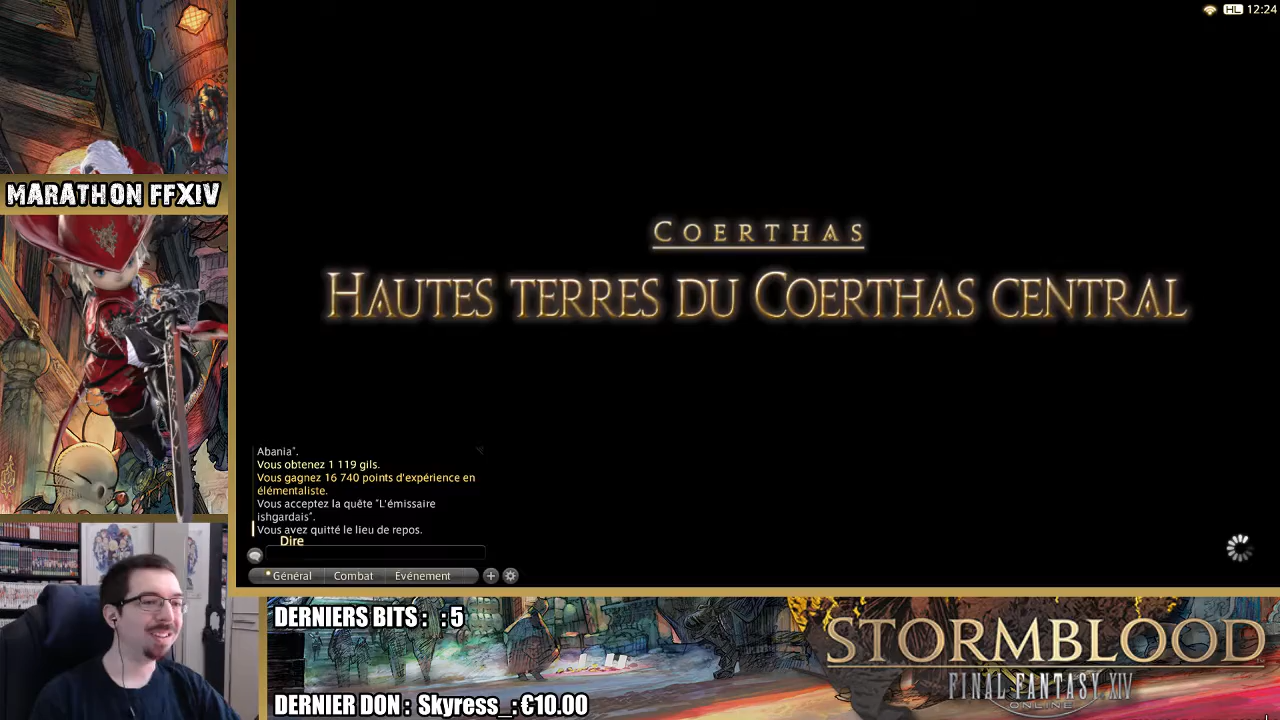 HL 12:24
MARATHON FFXIV
COERTHAS
HAUTES TERRES DU COERTHAS CENTRAL
Abania".
Vous obtenez 1 119 gils.
Vous gagnez 16 740 points d'expérience en
élémentaliste.
Vous acceptez la quête "L'émissaire
ishgardais".
Vous avez quitté le lieu de repos.
Dire
Général Combat Evénement
DERNIERS BITS : : 5
STORMBLOOD
FINAL FANTASY XIV
ONLINE
DERNIER DON : Skyress_: €10.00